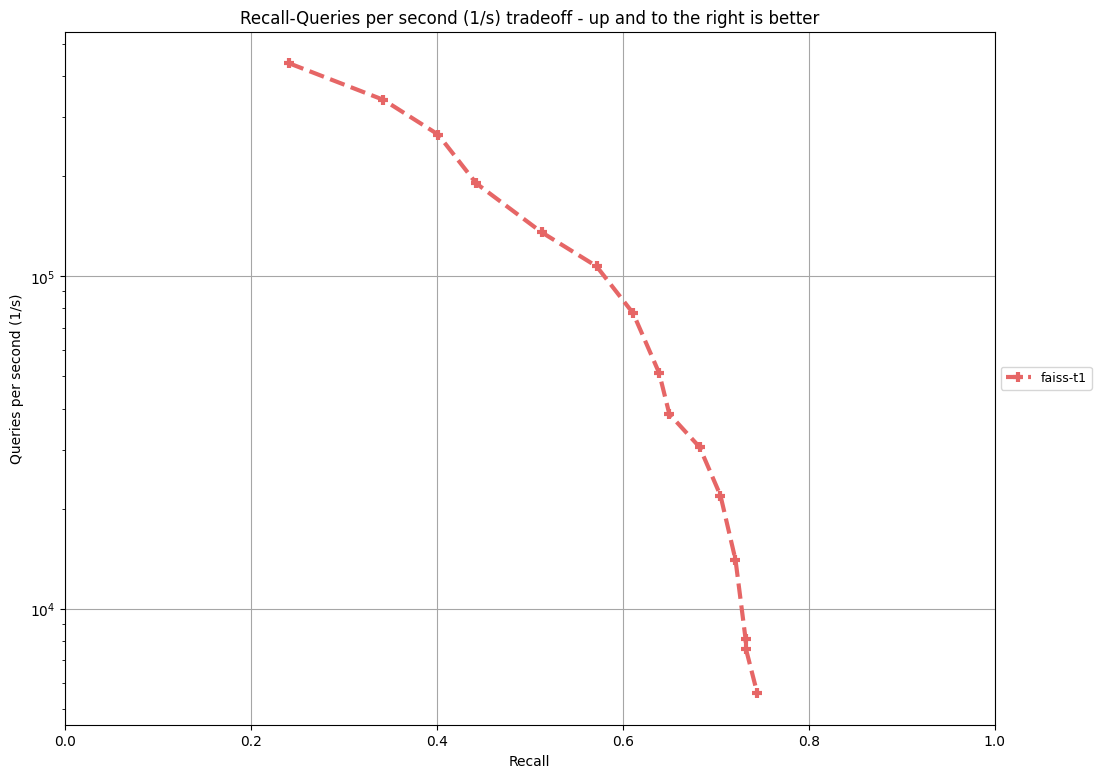 Recall-Queries per second (1/s) tradeoff - up and to the right is better
Queries per second (1/s)
10⁵
10⁴
0.0 0.2 0.4 0.6 0.8 1.0
Recall
faiss-t1